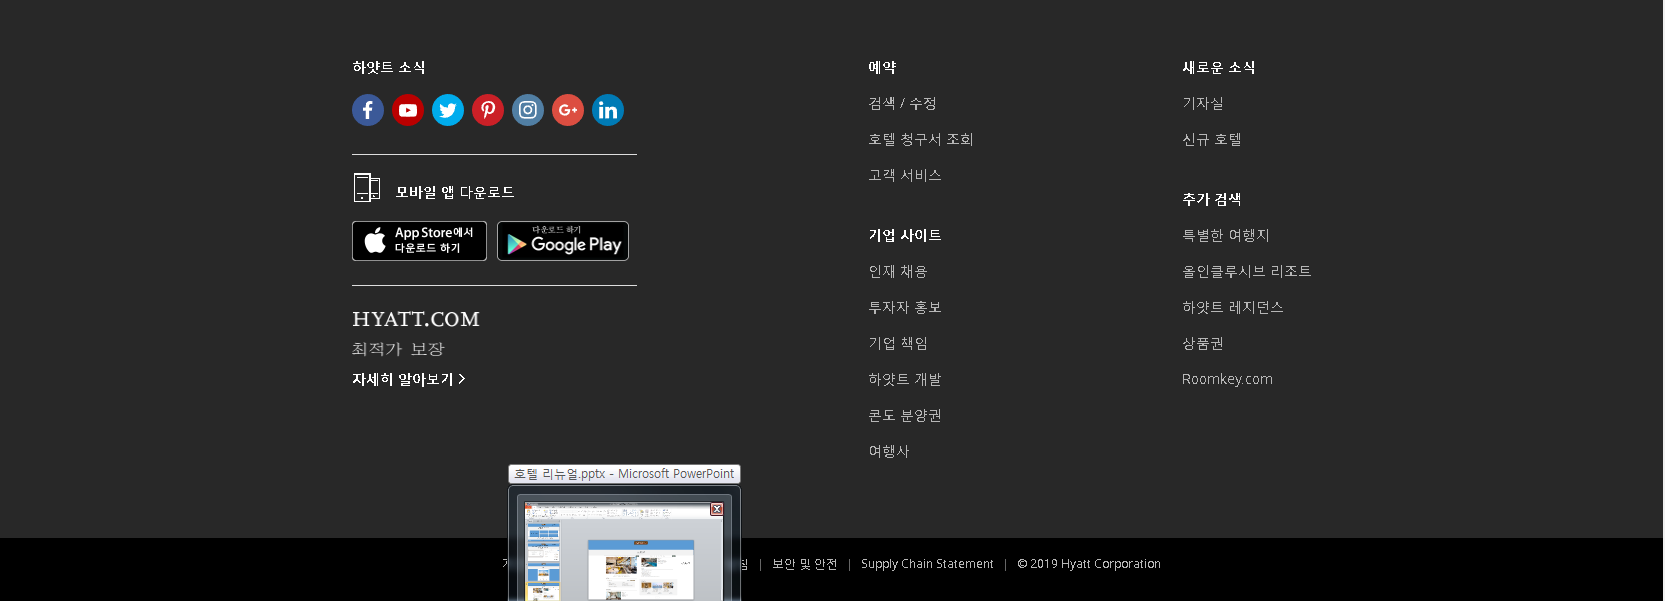 하얏트 소식
모바일 앱 다운로드
App Store에서
다운로드 하기
다운로드 하기
Google Play
HYATT.COM
최적가 보장
자세히 알아보기 >
예약
검색 / 수정
호텔 청구서 조회
고객 서비스
기업 사이트
인재 채용
투자자 홍보
기업 책임
하얏트 개발
콘도 분양권
여행사
새로운 소식
기자실
신규 호텔
추가 검색
특별한 여행지
올인클루시브 리조트
하얏트 레지던스
상품권
Roomkey.com
호텔 리뉴얼.pptx - Microsoft PowerPoint
| 보안 및 안전 | Supply Chain Statement | © 2019 Hyatt Corporation